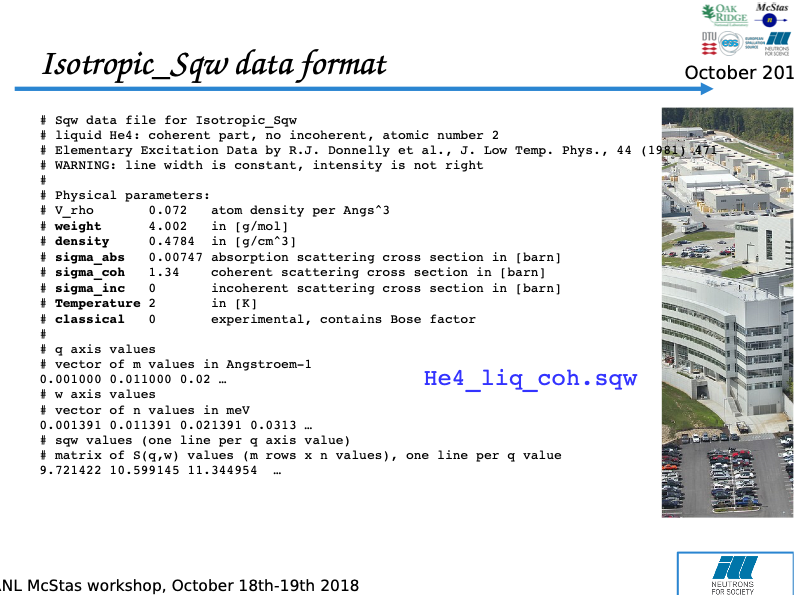 OAK
RIDGE
National Laboratory
McStas
DTU
ess
EUROPEAN
SPALLATION
SOURCE
NEUTRONS
FOR SCIENCE
Isotropic_Sqw data format
October 201
# Sqw data file for Isotropic_Sqw
# liquid He4: coherent part, no incoherent, atomic number 2
# Elementary Excitation Data by R.J. Donnelly et al., J. Low Temp. Phys., 44 (1981) 471
# WARNING: line width is constant, intensity is not right
#
# Physical parameters:
# V_rho 0.072 atom density per Angs^3
# weight 4.002 in [g/mol]
# density 0.4784 in [g/cm^3]
# sigma_abs 0.00747 absorption scattering cross section in [barn]
# sigma_coh 1.34 coherent scattering cross section in [barn]
# sigma_inc 0 incoherent scattering cross section in [barn]
# Temperature 2 in [K]
# classical 0 experimental, contains Bose factor
#
# q axis values
# vector of m values in Angstroem-1
0.001000 0.011000 0.02 …
# w axis values
# vector of n values in meV
0.001391 0.011391 0.021391 0.0313 …
# sqw values (one line per q axis value)
# matrix of S(q,w) values (m rows x n values), one line per q value
9.721422 10.599145 11.344954 …
He4_liq_coh.sqw
NL McStas workshop, October 18th-19th 2018
NEUTRONS
FOR SOCIETY